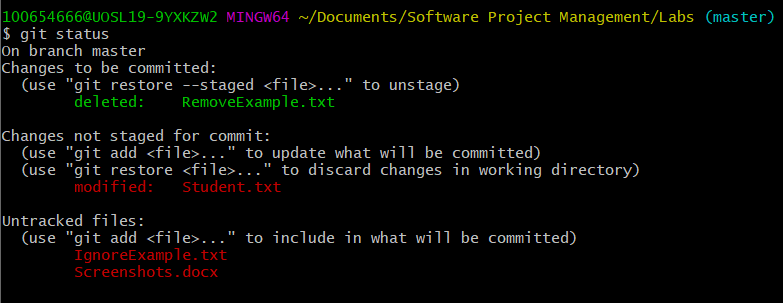 100654666@UOSL19-9YXKZW2 MINGW64 ~/Documents/Software Project Management/Labs (master)
$ git status
On branch master
Changes to be committed:
  (use "git restore --staged <file>..." to unstage)
        deleted:    RemoveExample.txt

Changes not staged for commit:
  (use "git add <file>..." to update what will be committed)
  (use "git restore <file>..." to discard changes in working directory)
        modified:   Student.txt

Untracked files:
  (use "git add <file>..." to include in what will be committed)
        IgnoreExample.txt
        Screenshots.docx